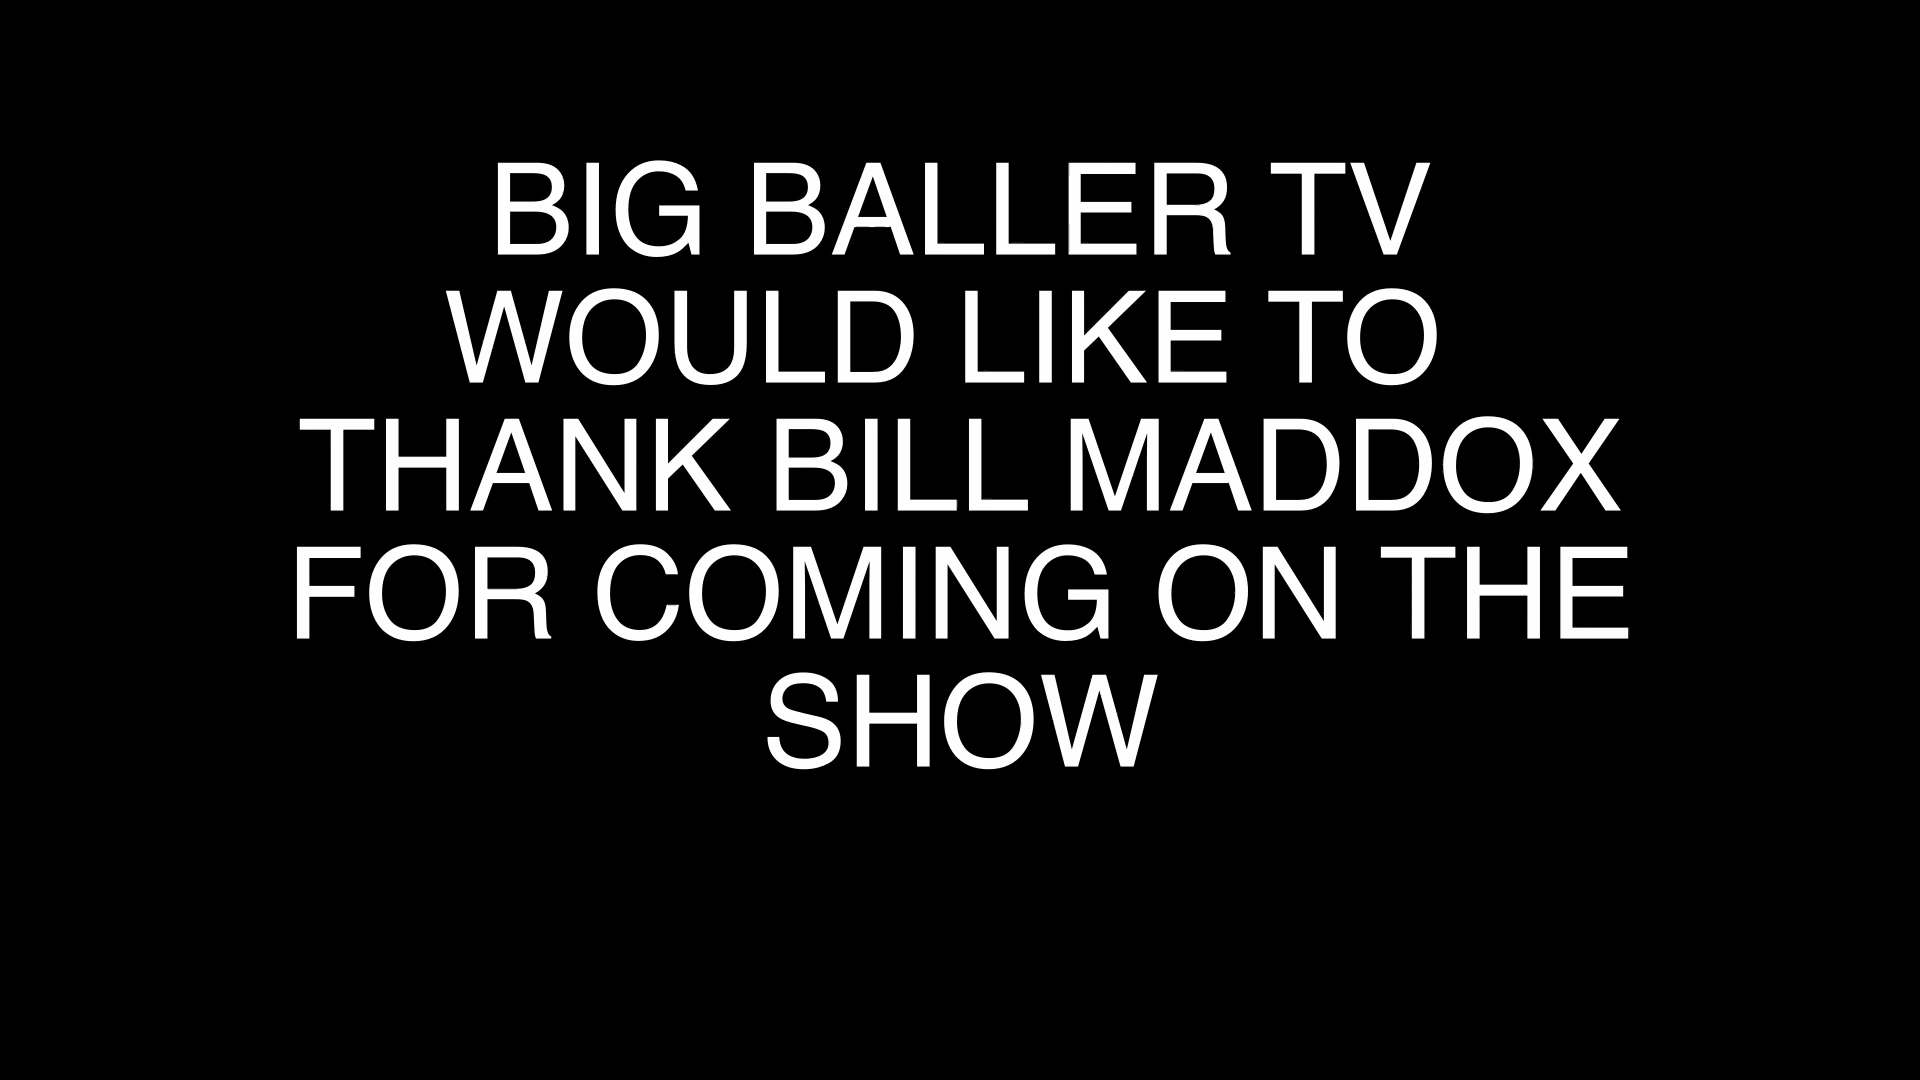 BIG BALLER TV
WOULD LIKE TO
THANK BILL MADDOX
FOR COMING ON THE
SHOW